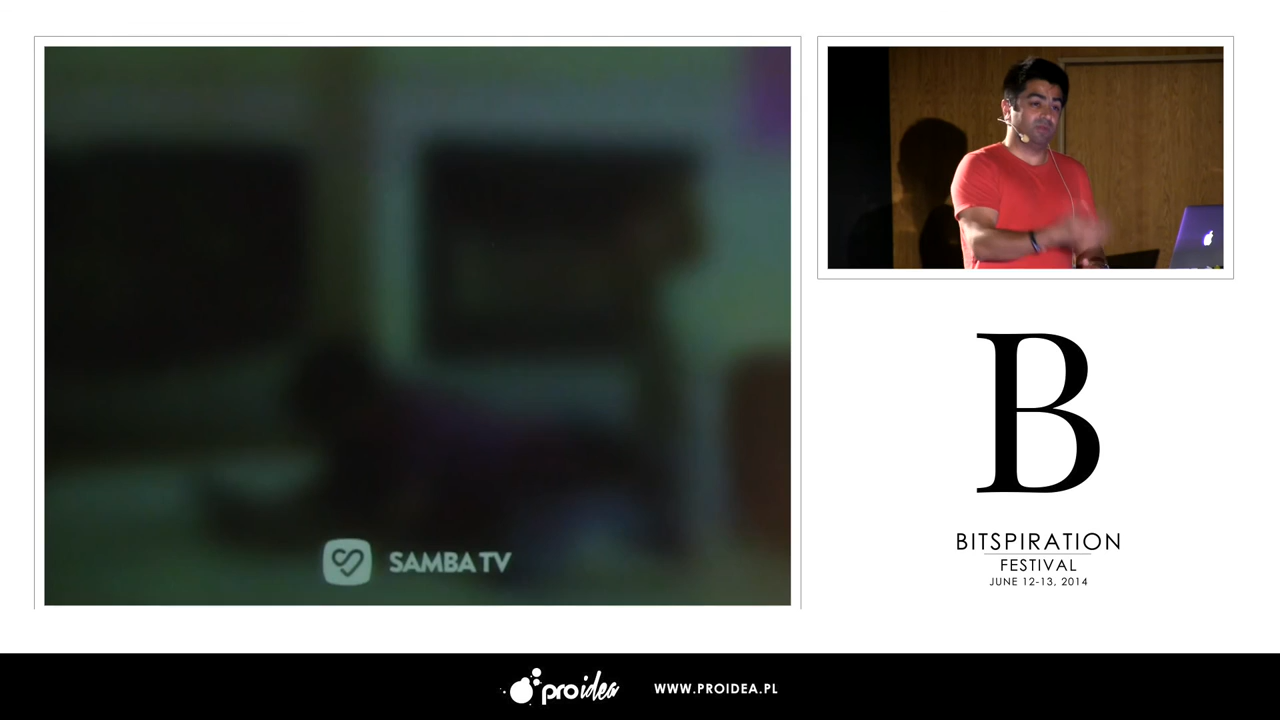 SAMBA TV
B
BITSPIRATION
FESTIVAL
JUNE 12-13, 2014
proidea
WWW.PROIDEA.PL